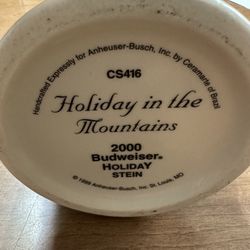 Handcrafted Expressly for Anheuser-Busch, Inc. by Ceramarte of Brazil
CS416
Holiday in the
Mountains
2000
Budweiser®
HOLIDAY
STEIN
© 1999 Anheuser-Busch, Inc. St. Louis, MO